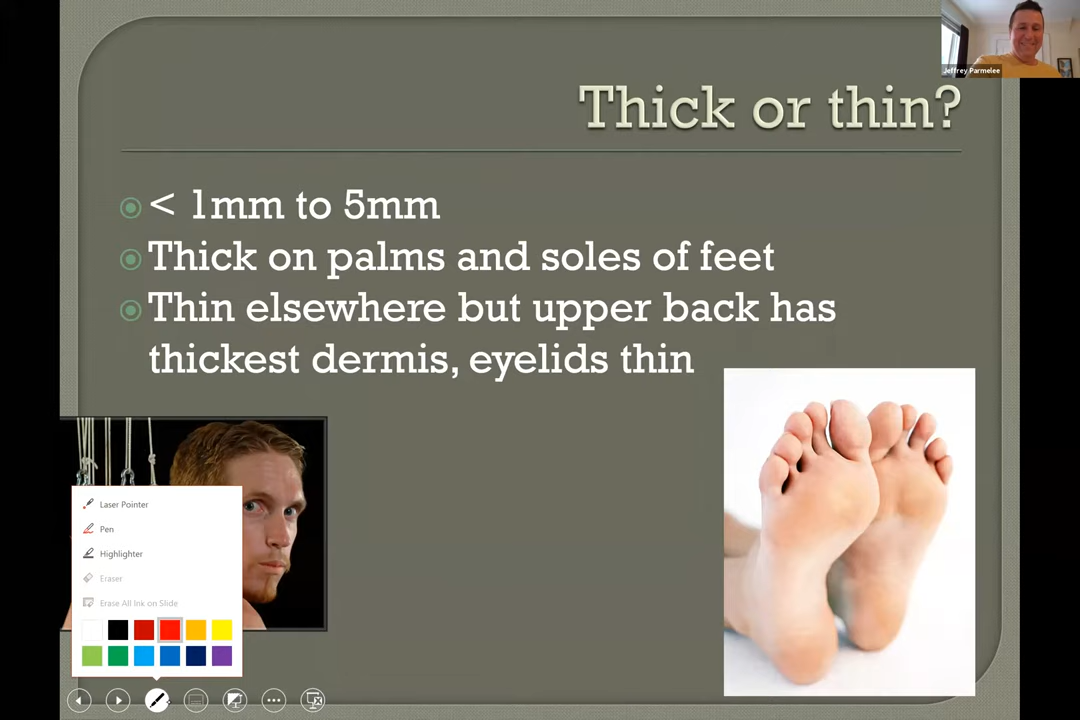 Jeffrey Parmelee
Thick or thin?
< 1mm to 5mm
Thick on palms and soles of feet
Thin elsewhere but upper back has
thickest dermis, eyelids thin
Laser Pointer
Pen
Highlighter
Eraser
Erase All Ink on Slide